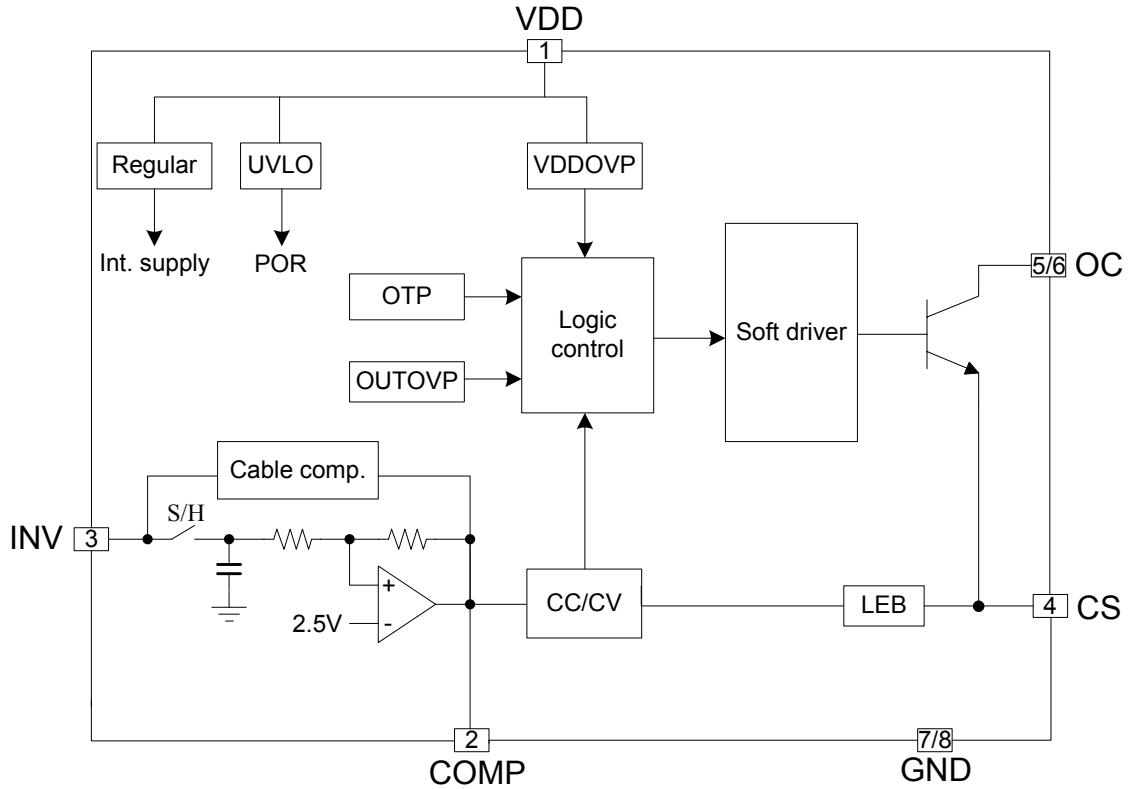 VDD
1
Regular
UVLO
VDDOVP
Int. supply
POR
OTP
OUTOVP
Logic
control
Soft driver
5/6
OC
Cable comp.
S/H
INV
3
+
2.5V
-
CC/CV
LEB
4
CS
2
COMP
7/8
GND